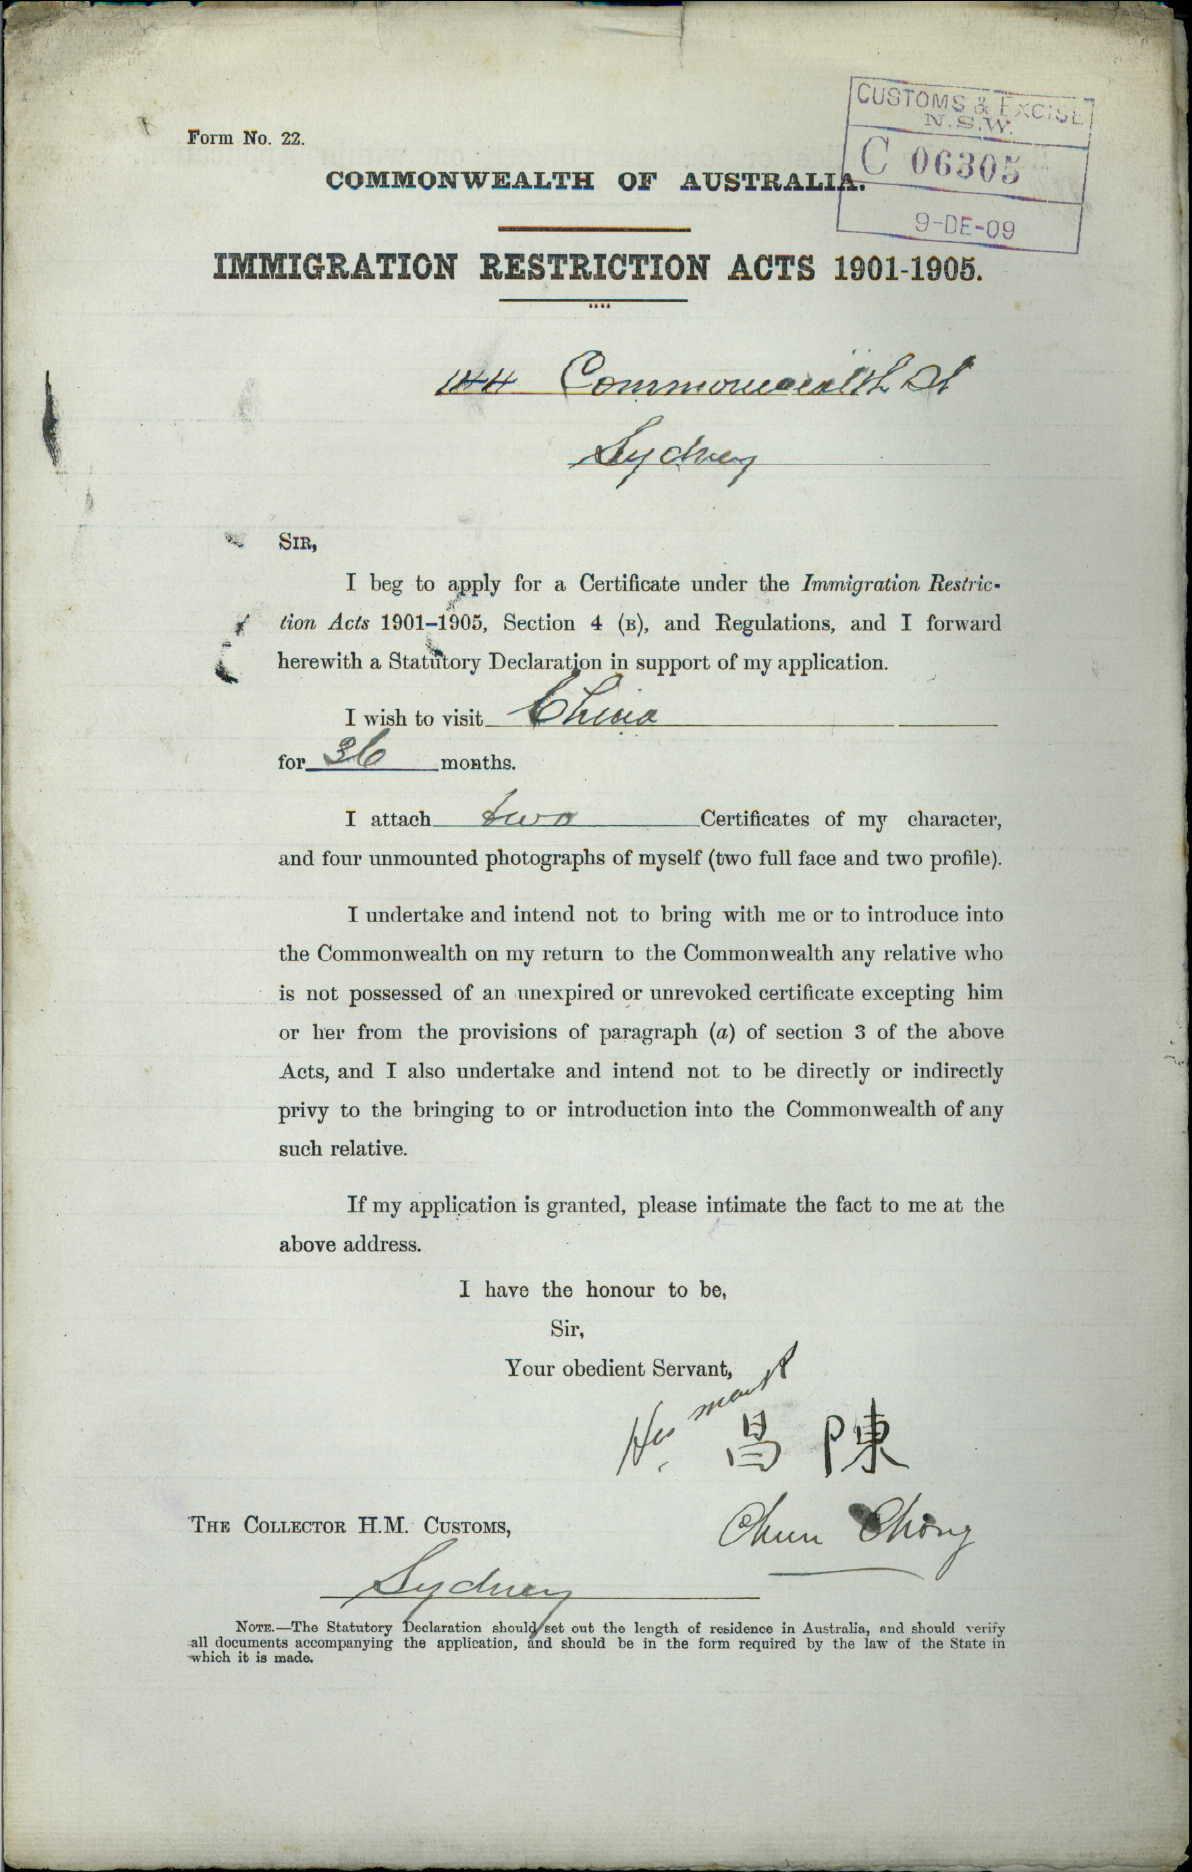 Form No. 22.
CUSTOMS & EXCISE
N.S.W.
C 06305
9-DE-09
COMMONWEALTH OF AUSTRALIA.
IMMIGRATION RESTRICTION ACTS 1901-1905.
144 Commonwealth St
Sydney
SIR,
I beg to apply for a Certificate under the Immigration Restric-
tion Acts 1901–1905, Section 4 (B), and Regulations, and I forward
herewith a Statutory Declaration in support of my application.
I wish to visit China
for 36 months.
I attach two Certificates of my character,
and four unmounted photographs of myself (two full face and two profile).
I undertake and intend not to bring with me or to introduce into
the Commonwealth on my return to the Commonwealth any relative who
is not possessed of an unexpired or unrevoked certificate excepting him
or her from the provisions of paragraph (a) of section 3 of the above
Acts, and I also undertake and intend not to be directly or indirectly
privy to the bringing to or introduction into the Commonwealth of any
such relative.
If my application is granted, please intimate the fact to me at the
above address.
I have the honour to be,
Sir,
Your obedient Servant,
His mark
昌 陳
Chun Chong
THE COLLECTOR H.M. CUSTOMS,
Sydney
NOTE.—The Statutory Declaration should set out the length of residence in Australia, and should verify
all documents accompanying the application, and should be in the form required by the law of the State in
which it is made.